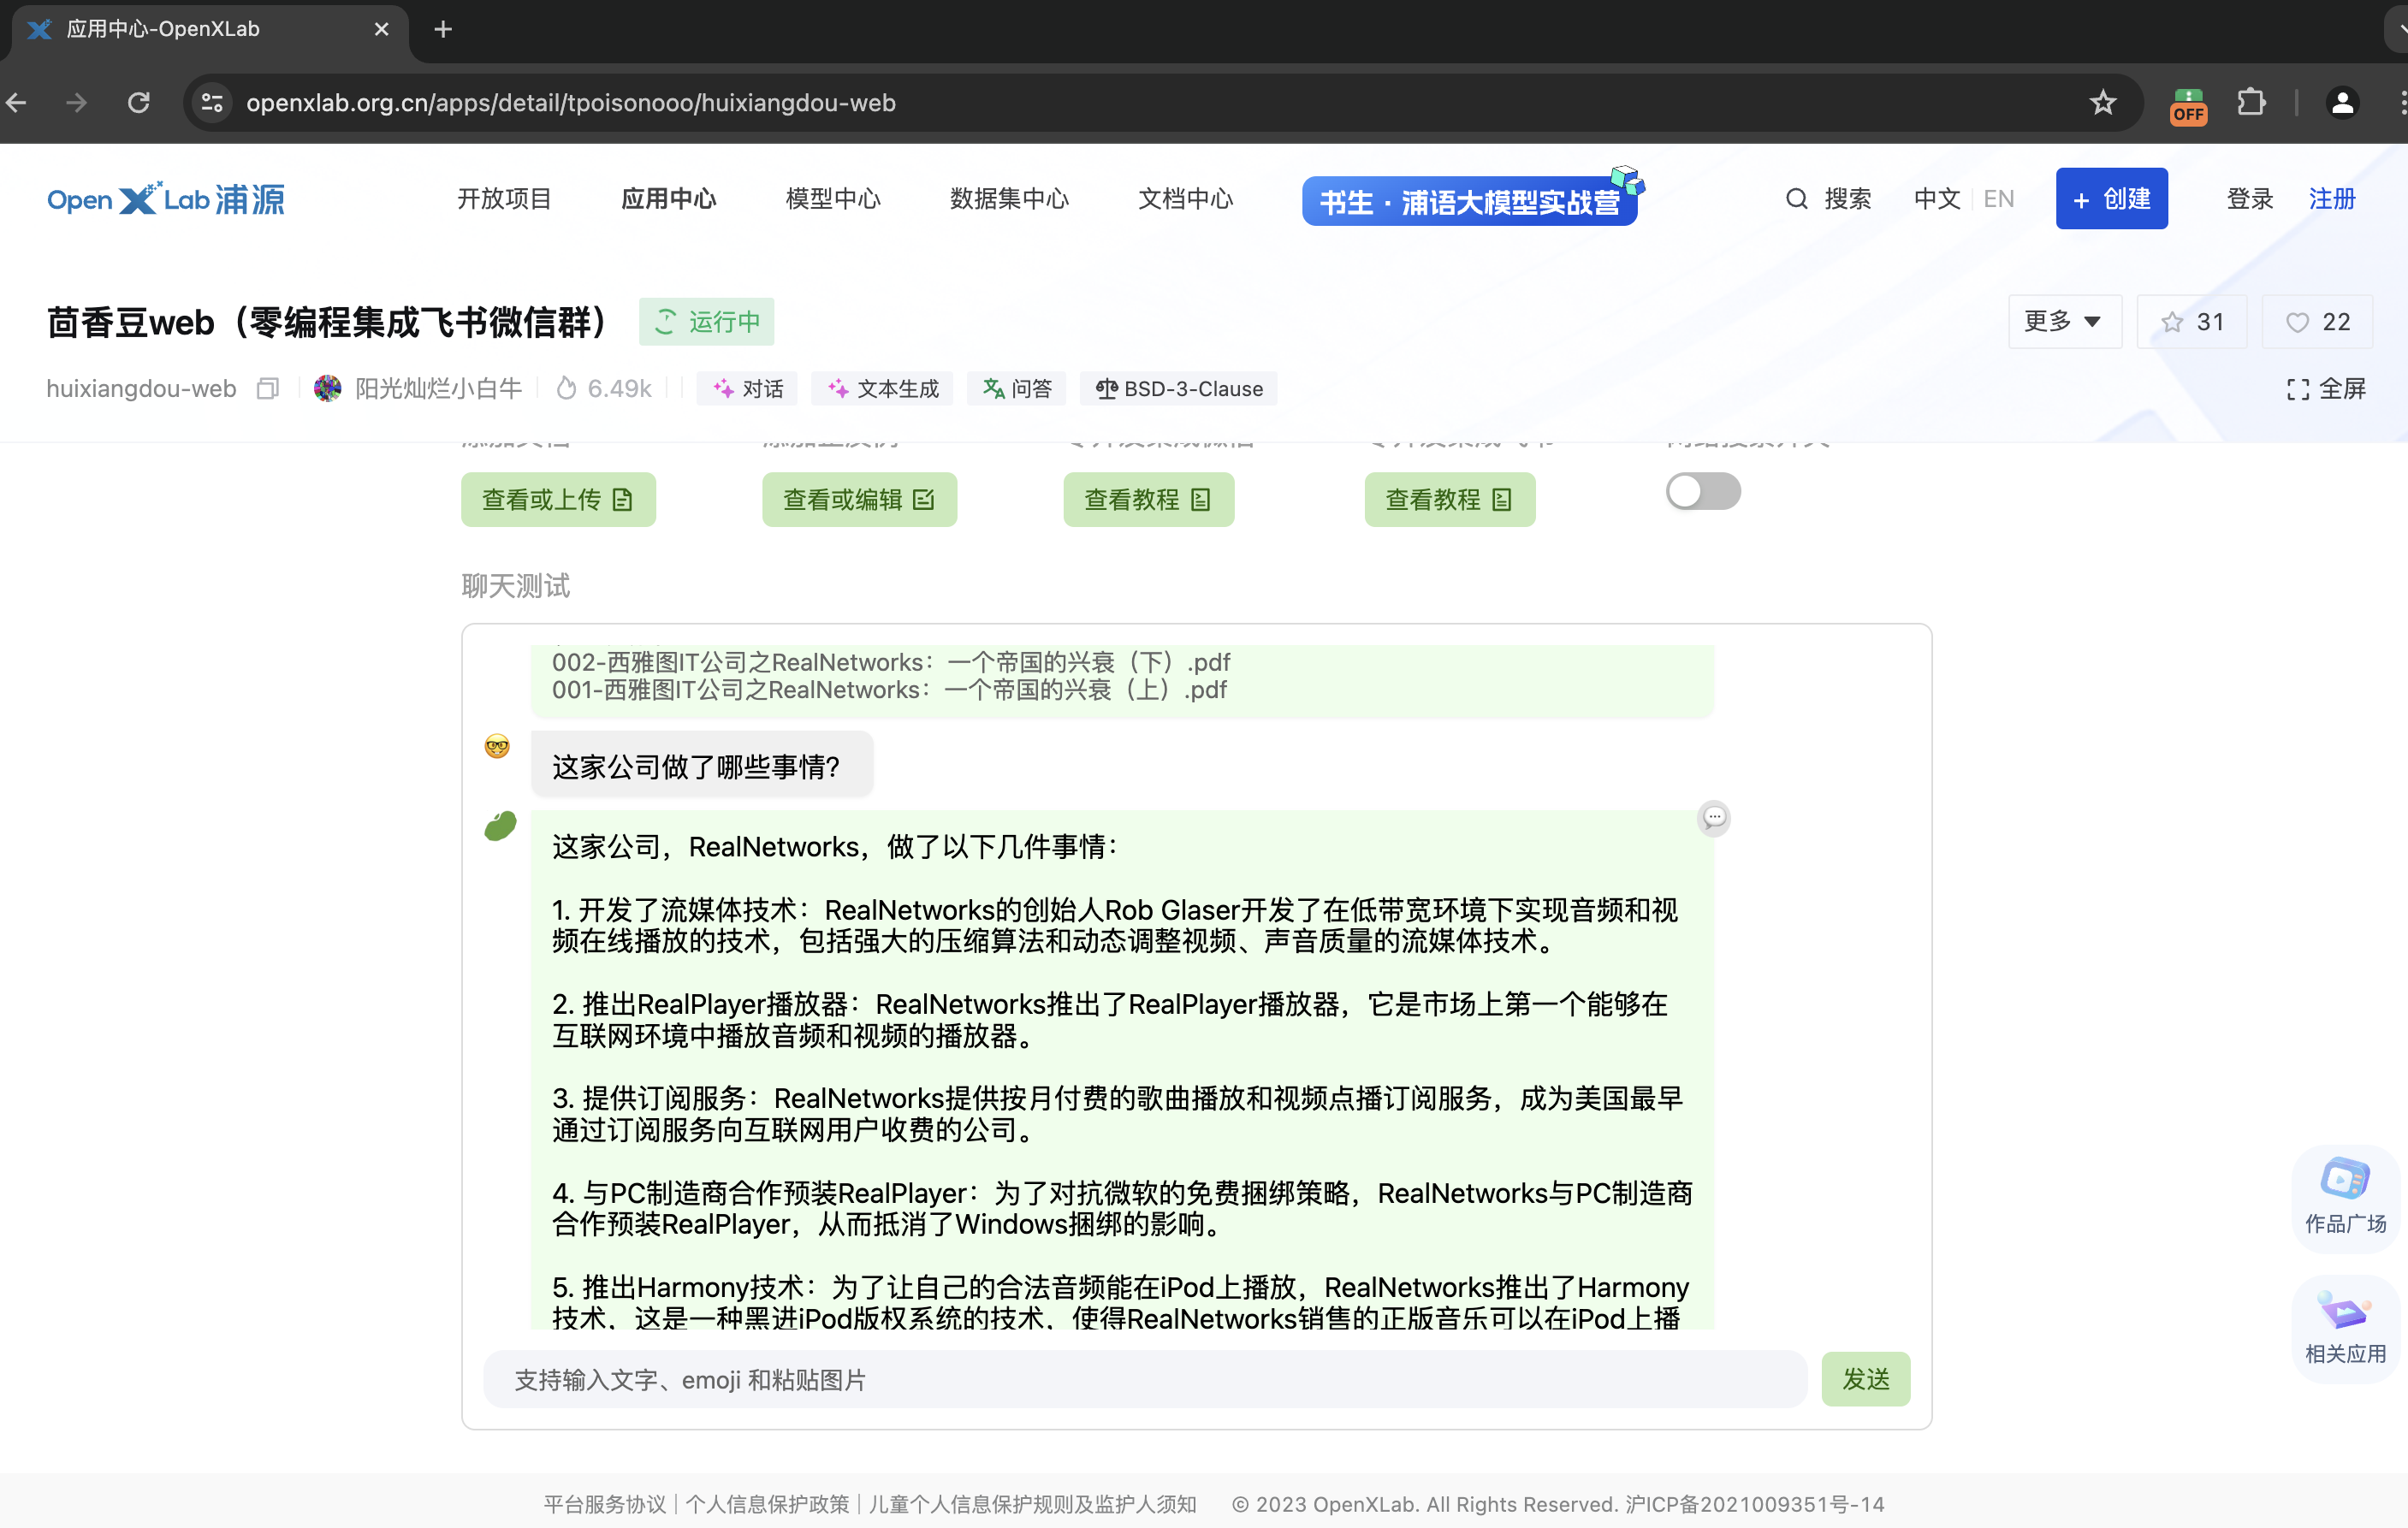 应用中心-OpenXLab
openxlab.org.cn/apps/detail/tpoisonooo/huixiangdou-web
OFF
OpenXLab浦源
开放项目
应用中心
模型中心
数据集中心
文档中心
书生·浦语大模型实战营
搜索
中文
EN
+ 创建
登录
注册
茴香豆web（零编程集成飞书微信群）
运行中
更多
31
22
huixiangdou-web
阳光灿烂小白牛
6.49k
对话
文本生成
问答
BSD-3-Clause
全屏
查看或上传
查看或编辑
查看教程
查看教程
聊天测试
002-西雅图IT公司之RealNetworks：一个帝国的兴衰（下）.pdf
001-西雅图IT公司之RealNetworks：一个帝国的兴衰（上）.pdf
这家公司做了哪些事情?
这家公司，RealNetworks，做了以下几件事情：
1. 开发了流媒体技术：RealNetworks的创始人Rob Glaser开发了在低带宽环境下实现音频和视
频在线播放的技术，包括强大的压缩算法和动态调整视频、声音质量的流媒体技术。
2. 推出RealPlayer播放器：RealNetworks推出了RealPlayer播放器，它是市场上第一个能够在
互联网环境中播放音频和视频的播放器。
3. 提供订阅服务：RealNetworks提供按月付费的歌曲播放和视频点播订阅服务，成为美国最早
通过订阅服务向互联网用户收费的公司。
4. 与PC制造商合作预装RealPlayer：为了对抗微软的免费捆绑策略，RealNetworks与PC制造商
合作预装RealPlayer，从而抵消了Windows捆绑的影响。
5. 推出Harmony技术：为了让自己的合法音频能在iPod上播放，RealNetworks推出了Harmony
技术，这是一种黑进iPod版权系统的技术，使得RealNetworks销售的正版音乐可以在iPod上播
支持输入文字、emoji 和粘贴图片
发送
作品广场
相关应用
平台服务协议 | 个人信息保护政策 | 儿童个人信息保护规则及监护人须知 © 2023 OpenXLab. All Rights Reserved. 沪ICP备2021009351号-14